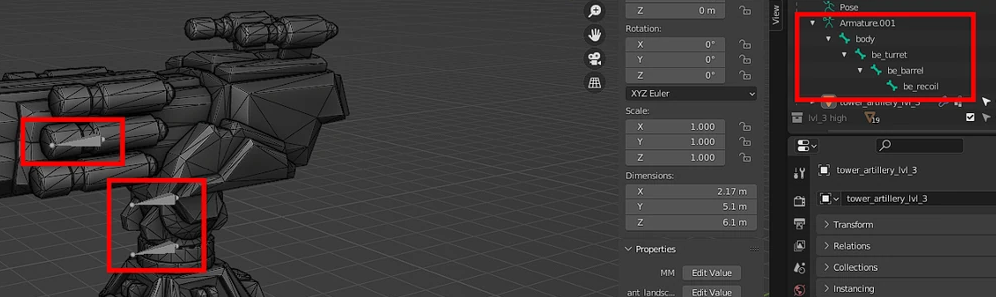 Z 0 m
Rotation:
X 0°
Y 0°
Z 0°
XYZ Euler
Scale:
X 1.000
Y 1.000
Z 1.000
Dimensions:
X 2.17 m
Y 5.1 m
Z 6.1 m
Properties
MM Edit Value
ant_landsc... Edit Value
View
Pose
Armature.001
body
be_turret
be_barrel
be_recoil
tower_artillery_lvl_3
lvl_3 high 19
tower_artillery_lvl_3
tower_artillery_lvl_3
Transform
Relations
Collections
Instancing